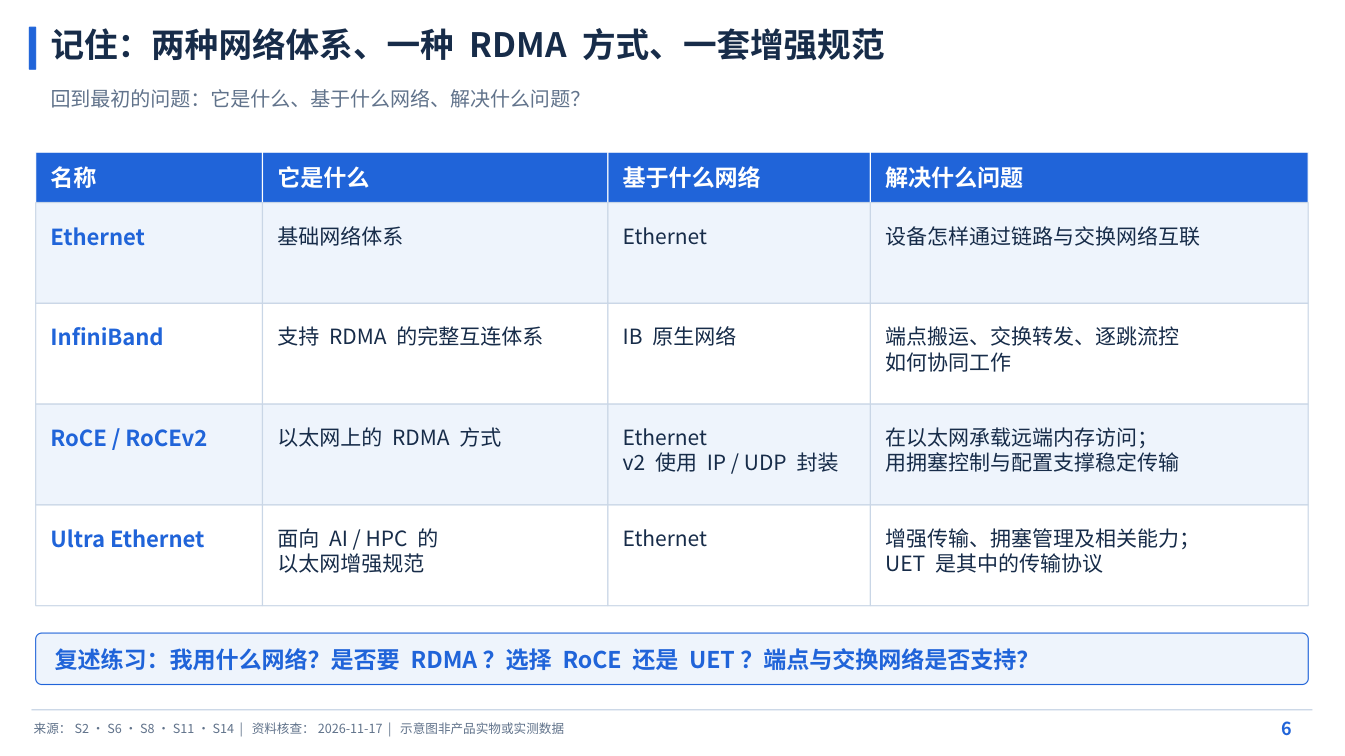 记住：两种网络体系、一种 RDMA 方式、一套增强规范
回到最初的问题：它是什么、基于什么网络、解决什么问题？
名称 它是什么 基于什么网络 解决什么问题
Ethernet 基础网络体系 Ethernet 设备怎样通过链路与交换网络互联
InfiniBand 支持 RDMA 的完整互连体系 IB 原生网络 端点搬运、交换转发、逐跳流控
如何协同工作
RoCE / RoCEv2 以太网上的 RDMA 方式 Ethernet 在以太网承载远端内存访问；
v2 使用 IP / UDP 封装 用拥塞控制与配置支撑稳定传输
Ultra Ethernet 面向 AI / HPC 的 Ethernet 增强传输、拥塞管理及相关能力；
以太网增强规范 UET 是其中的传输协议
复述练习：我用什么网络？是否要 RDMA？选择 RoCE 还是 UET？端点与交换网络是否支持？
来源： S2 · S6 · S8 · S11 · S14 | 资料核查： 2026-11-17 | 示意图非产品实物或实测数据 6